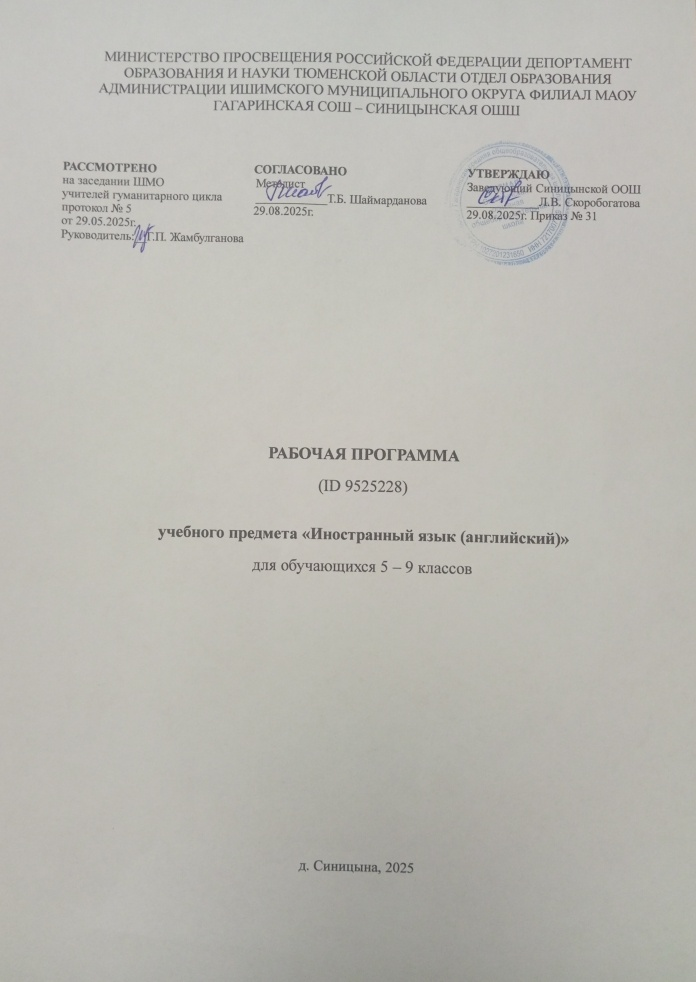 МИНИСТЕРСТВО ПРОСВЕЩЕНИЯ РОССИЙСКОЙ ФЕДЕРАЦИИ ДЕПОРТАМЕНТ
ОБРАЗОВАНИЯ И НАУКИ ТЮМЕНСКОЙ ОБЛАСТИ ОТДЕЛ ОБРАЗОВАНИЯ
АДМИНИСТРАЦИИ ИШИМСКОГО МУНИЦИПАЛЬНОГО ОКРУГА ФИЛИАЛ МАОУ
ГАГАРИНСКАЯ СОШ – СИНИЦЫНСКАЯ ОШШ
РАССМОТРЕНО
на заседании ШМО
учителей гуманитарного цикла
протокол № 5
от 29.05.2025г.
Руководитель: Г.П. Жамбулганова
СОГЛАСОВАНО
Методист
Т.Б. Шаймарданова
29.08.2025г.
УТВЕРЖДАЮ
Заведующий Синицынской ООШ
Л.В. Скоробогатова
29.08.2025г. Приказ № 31
РАБОЧАЯ ПРОГРАММА
(ID 9525228)
учебного предмета «Иностранный язык (английский)»
для обучающихся 5 – 9 классов
д. Синицына, 2025